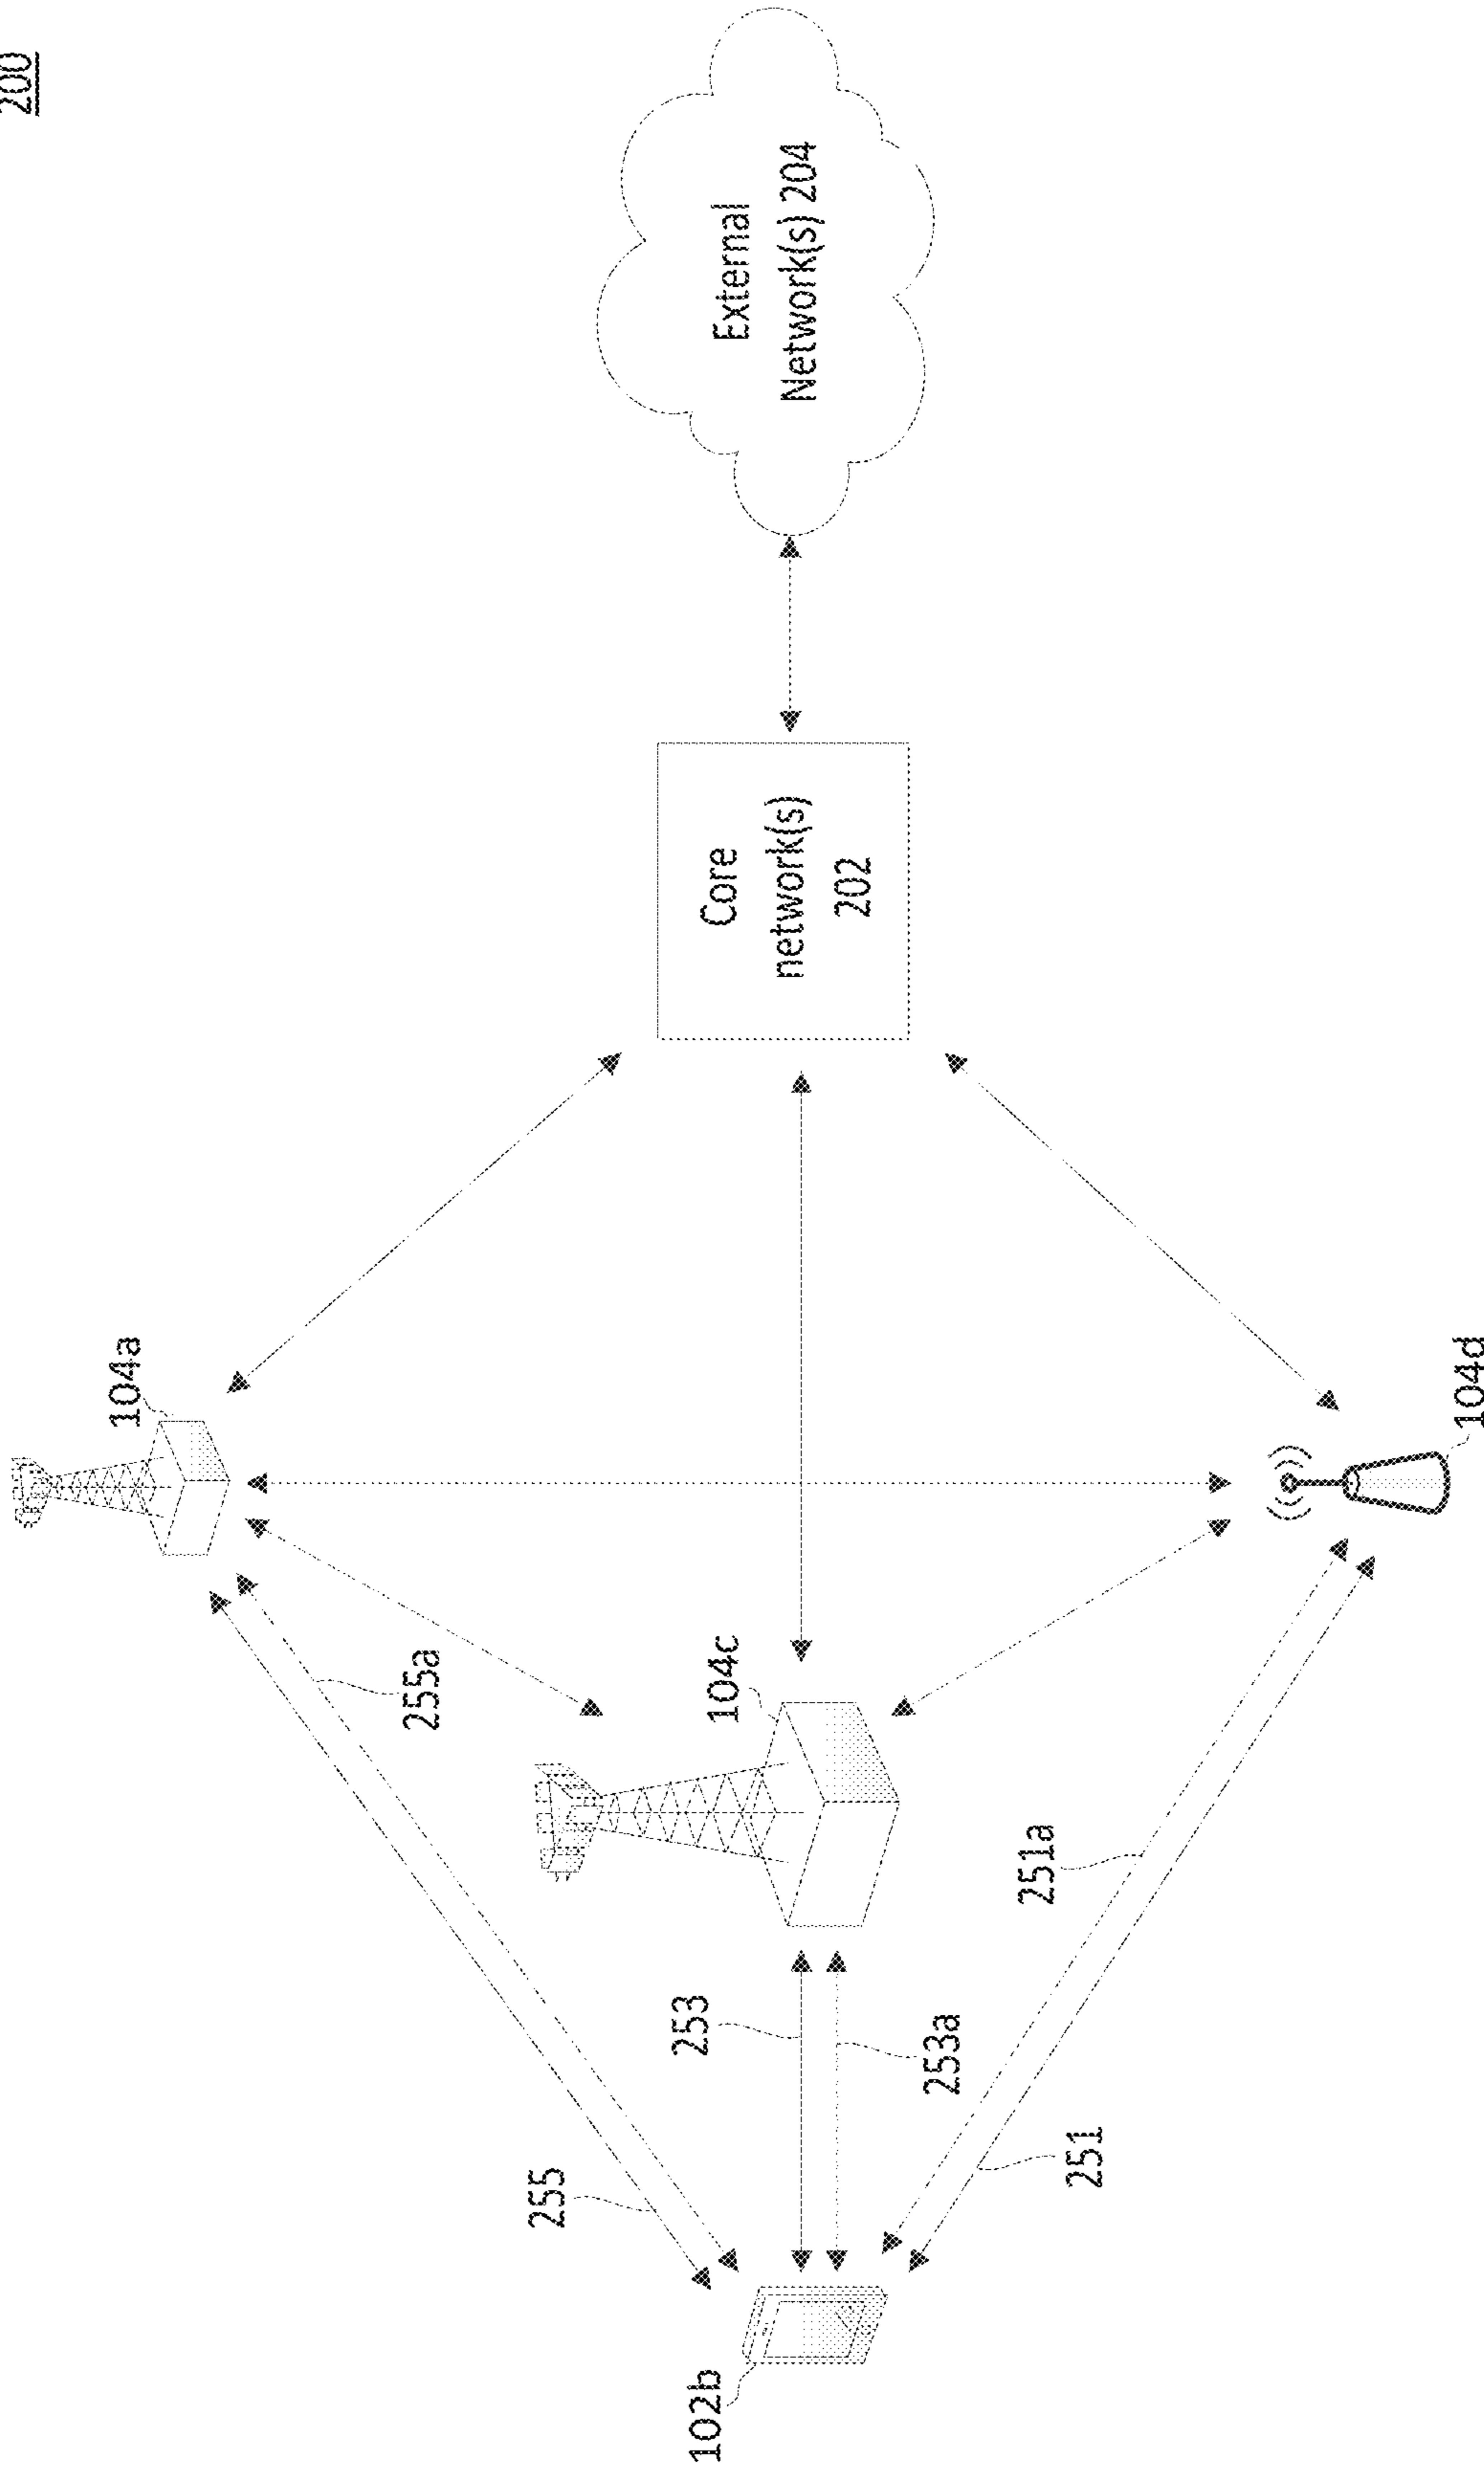 200
104a
255a
255
104c
253
253a
102b
251a
251
104d
Core
network(s)
202
External
Network(s) 204